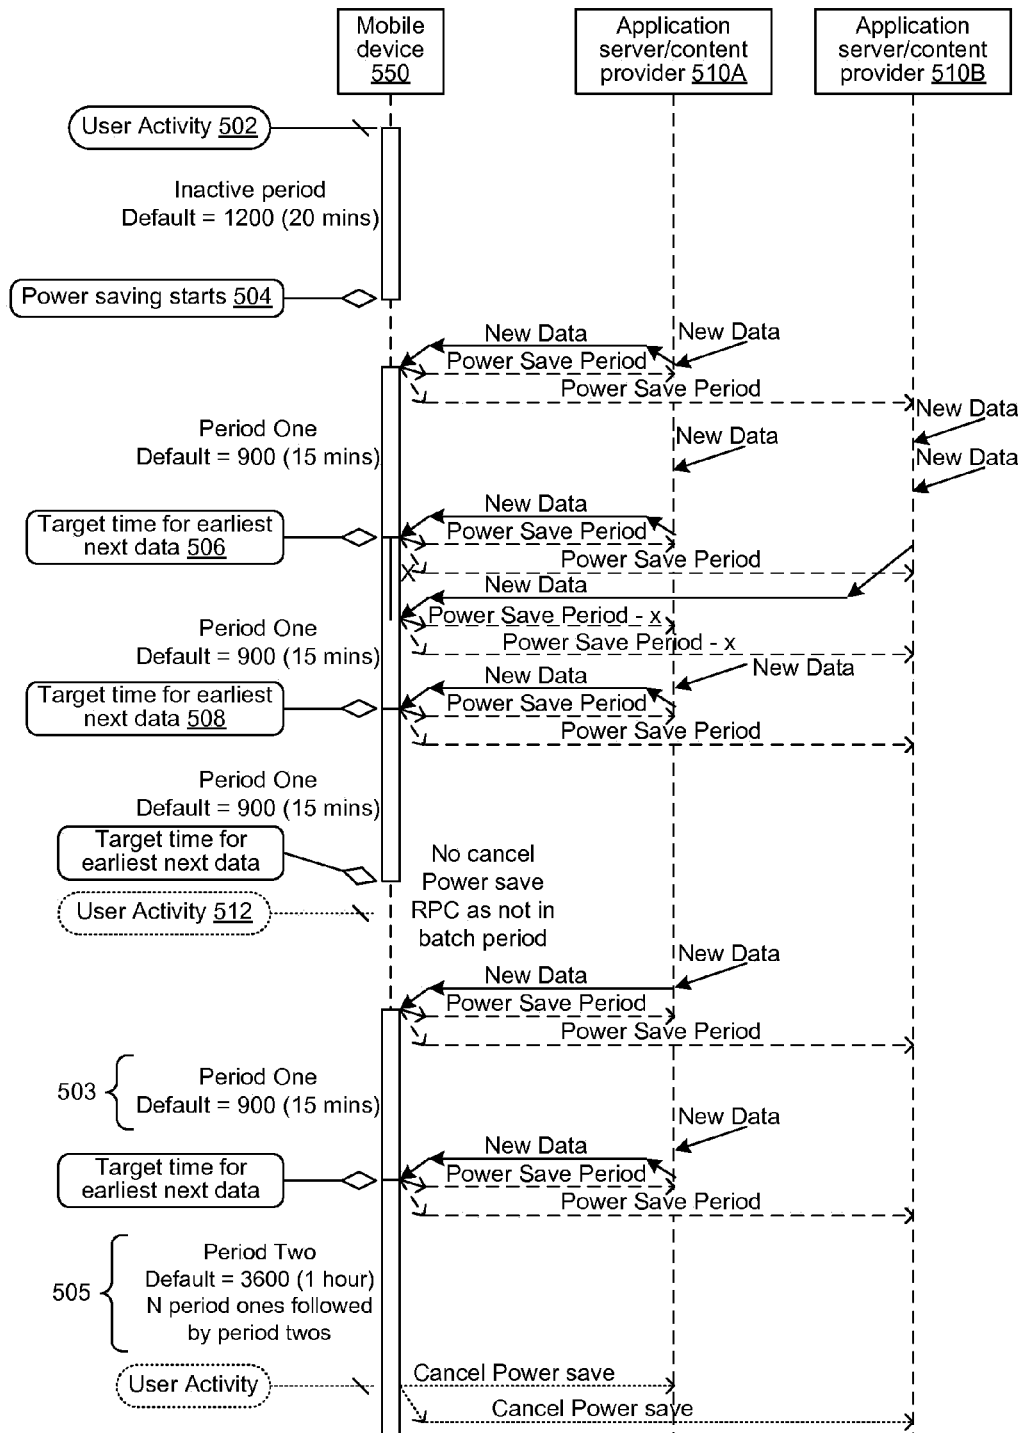 Mobile
device
550
Application
server/content
provider 510A
Application
server/content
provider 510B
User Activity 502
Inactive period
Default = 1200 (20 mins)
Power saving starts 504
New Data
New Data
Power Save Period
Power Save Period
New Data
Period One
Default = 900 (15 mins)
New Data
New Data
New Data
Target time for earliest
next data 506
Power Save Period
Power Save Period
X
New Data
Power Save Period - x
Period One
Default = 900 (15 mins)
Power Save Period - x
New Data
New Data
Target time for earliest
next data 508
Power Save Period
Power Save Period
Period One
Default = 900 (15 mins)
Target time for
earliest next data
No cancel
Power save
RPC as not in
batch period
User Activity 512
New Data
New Data
Power Save Period
Power Save Period
503
Period One
Default = 900 (15 mins)
New Data
New Data
Target time for
earliest next data
Power Save Period
Power Save Period
505
Period Two
Default = 3600 (1 hour)
N period ones followed
by period twos
User Activity
Cancel Power save
Cancel Power save